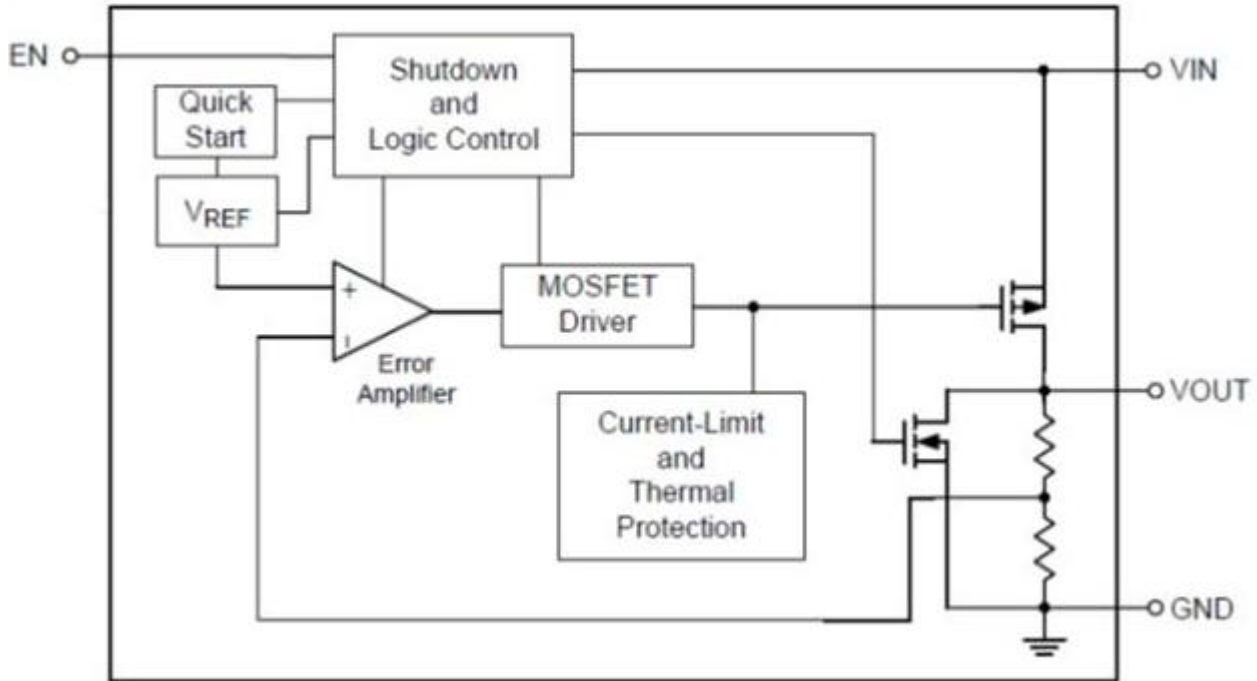 EN
Shutdown
and
Logic Control
VIN
Quick
Start
VREF
+
-
MOSFET
Driver
Error
Amplifier
VOUT
Current-Limit
and
Thermal
Protection
GND